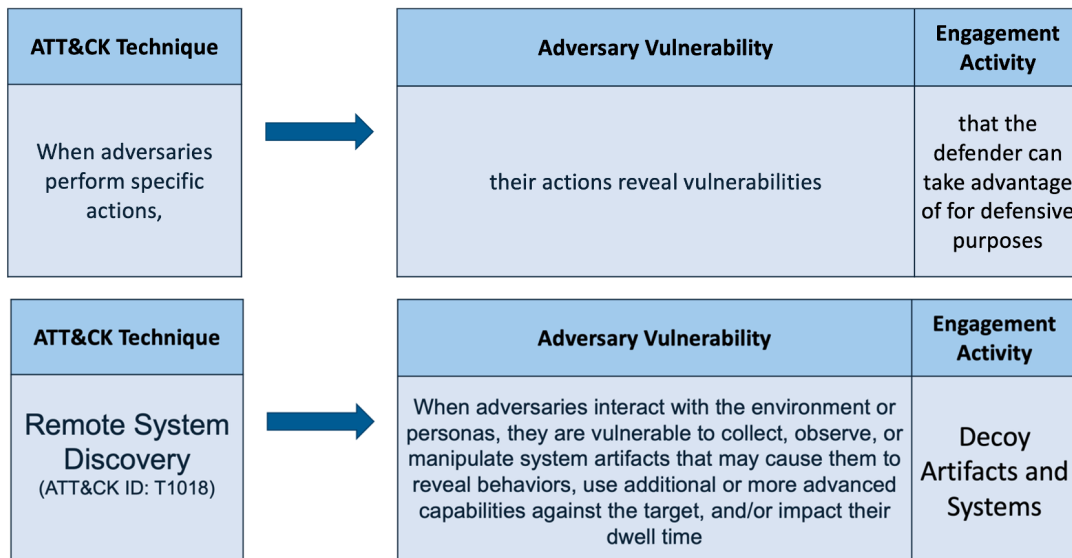 ATT&CK Technique
When adversaries
perform specific
actions,
Adversary Vulnerability
their actions reveal vulnerabilities
Engagement
Activity
that the
defender can
take advantage
of for defensive
purposes
ATT&CK Technique
Remote System
Discovery
(ATT&CK ID: T1018)
Adversary Vulnerability
When adversaries interact with the environment or
personas, they are vulnerable to collect, observe, or
manipulate system artifacts that may cause them to
reveal behaviors, use additional or more advanced
capabilities against the target, and/or impact their
dwell time
Engagement
Activity
Decoy
Artifacts and
Systems